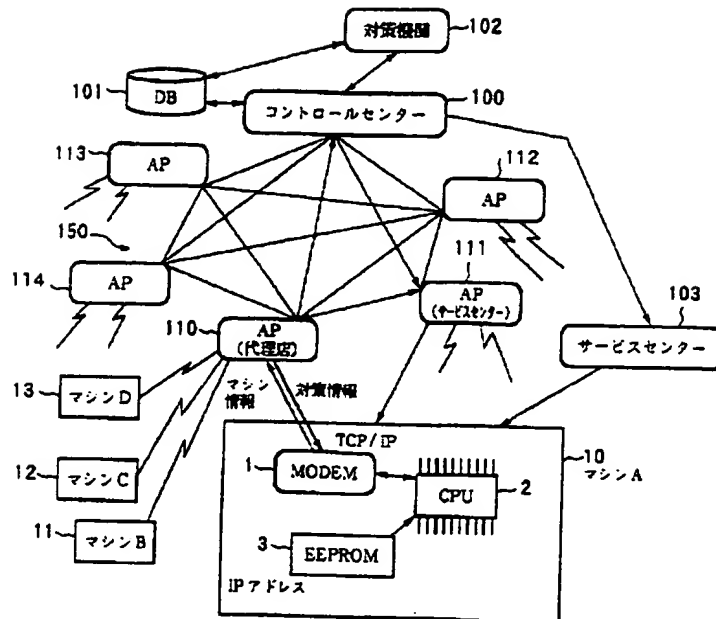 対策機関
102
101
DB
100
コントロールセンター
113
AP
112
AP
150
114
AP
111
AP
(サービスセンター)
110
AP
(代理店)
103
サービスセンター
マシン
情報
対策情報
13
マシンD
12
マシンC
11
マシンB
TCP/IP
10
マシンA
1
MODEM
CPU
2
3
EEPROM
IPアドレス